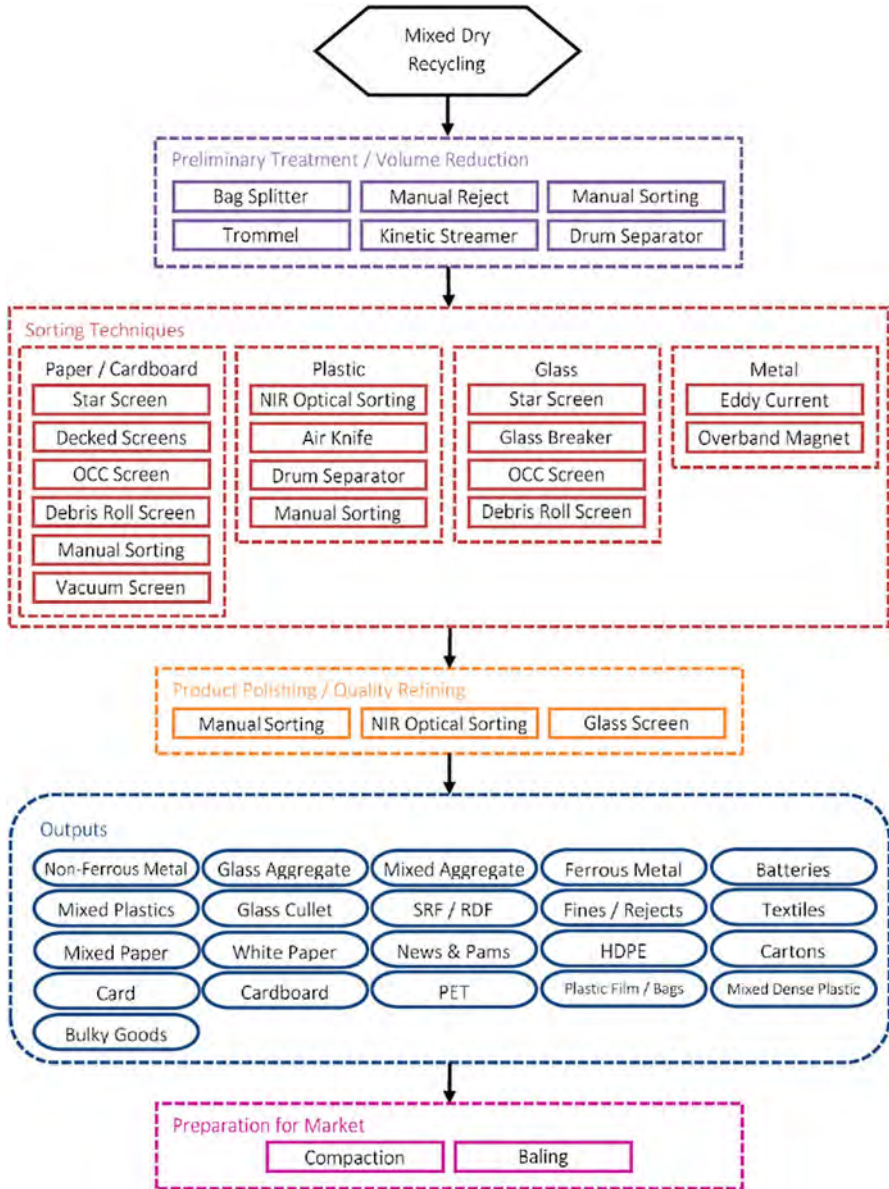 Mixed Dry
Recycling
Preliminary Treatment / Volume Reduction
Bag Splitter
Manual Reject
Manual Sorting
Trommel
Kinetic Streamer
Drum Separator
Sorting Techniques
Paper / Cardboard
Star Screen
Decked Screens
OCC Screen
Debris Roll Screen
Manual Sorting
Vacuum Screen
Plastic
NIR Optical Sorting
Air Knife
Drum Separator
Manual Sorting
Glass
Star Screen
Glass Breaker
OCC Screen
Debris Roll Screen
Metal
Eddy Current
Overband Magnet
Product Polishing / Quality Refining
Manual Sorting
NIR Optical Sorting
Glass Screen
Outputs
Non-Ferrous Metal
Glass Aggregate
Mixed Aggregate
Ferrous Metal
Batteries
Mixed Plastics
Glass Cullet
SRF / RDF
Fines / Rejects
Textiles
Mixed Paper
White Paper
News & Pams
HDPE
Cartons
Card
Cardboard
PET
Plastic Film / Bags
Mixed Dense Plastic
Bulky Goods
Preparation for Market
Compaction
Baling